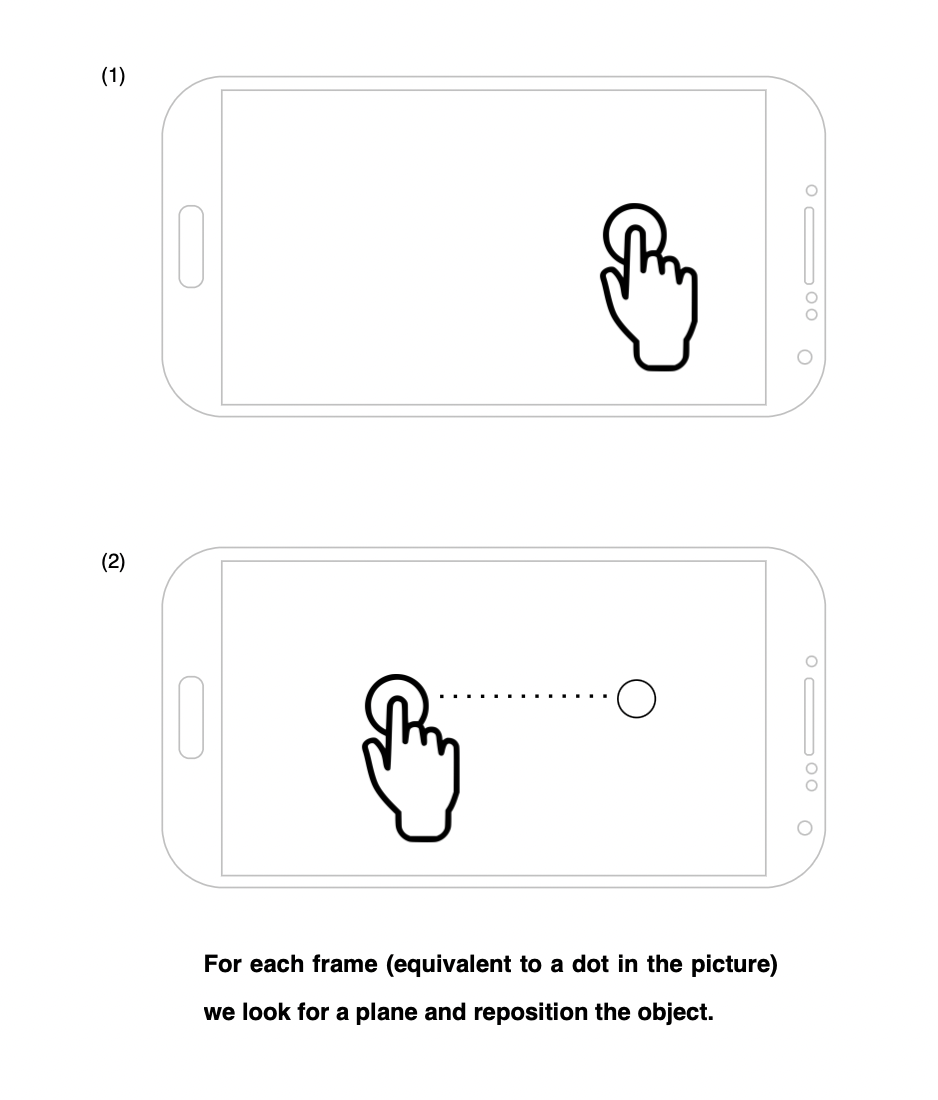 (1)
(2)
For each frame (equivalent to a dot in the picture)
we look for a plane and reposition the object.